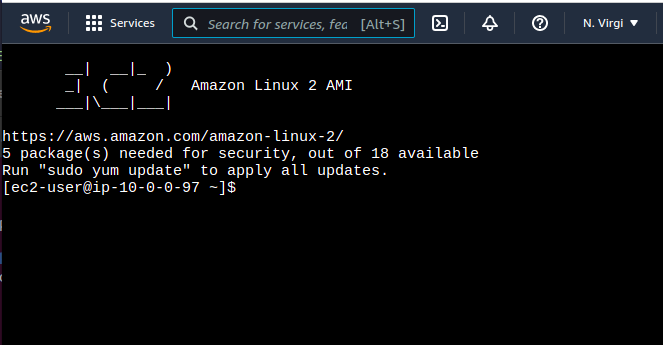 aws Services Search for services, fea [Alt+S] N. Virgi
__|  __|_  )
_|  (     /   Amazon Linux 2 AMI
___|\___|___|
https://aws.amazon.com/amazon-linux-2/
5 package(s) needed for security, out of 18 available
Run "sudo yum update" to apply all updates.
[ec2-user@ip-10-0-0-97 ~]$